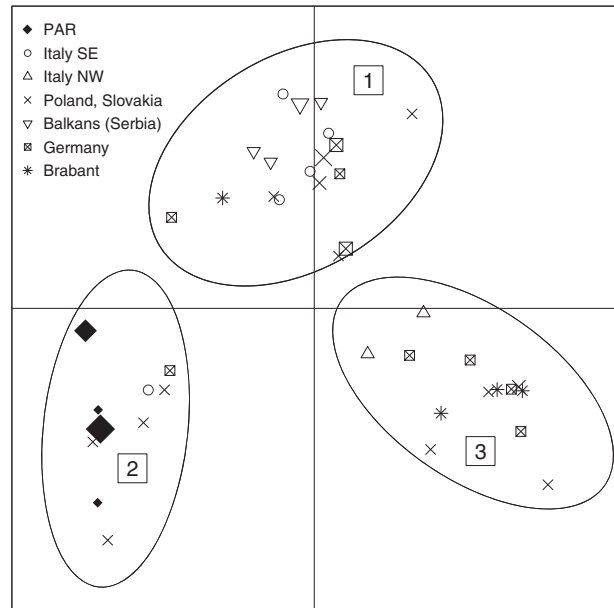 PAR
Italy SE
Italy NW
Poland, Slovakia
Balkans (Serbia)
Germany
Brabant
1
2
3